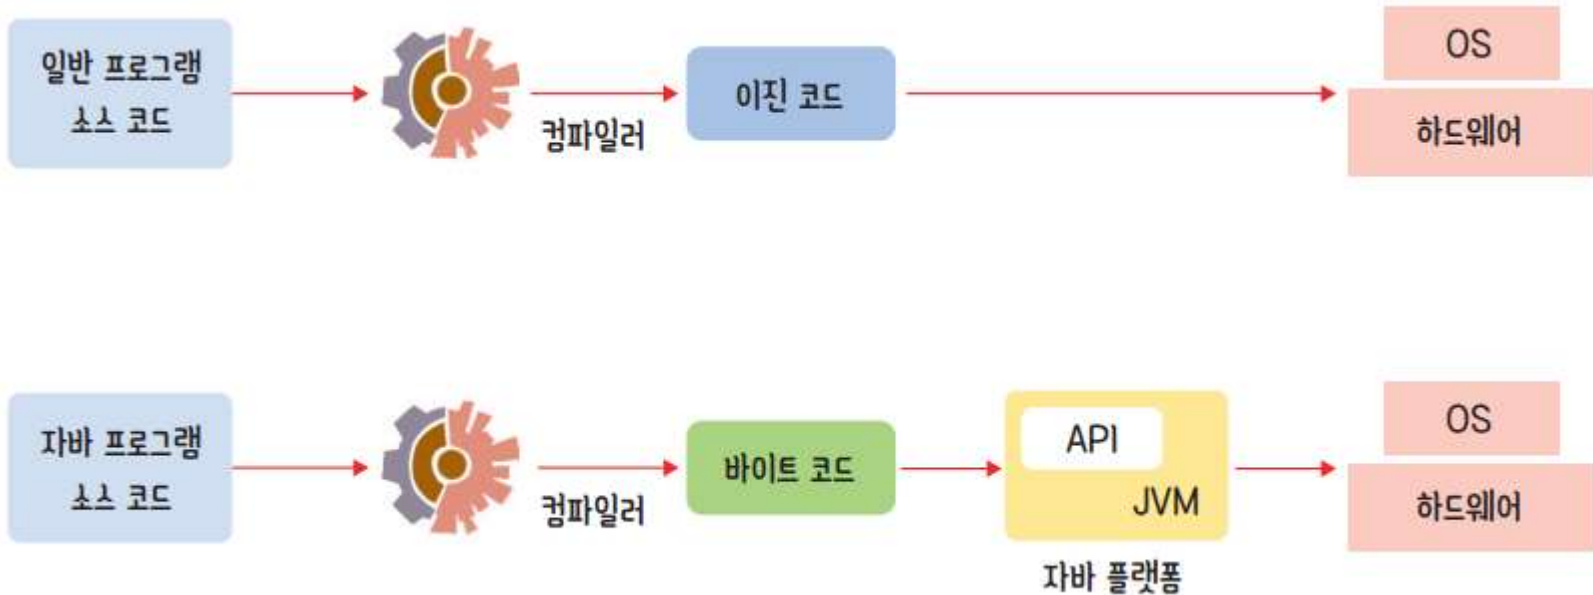 일반 프로그램
소스 코드
컴파일러
이진 코드
OS
하드웨어
자바 프로그램
소스 코드
컴파일러
바이트 코드
API
JVM
자바 플랫폼
OS
하드웨어